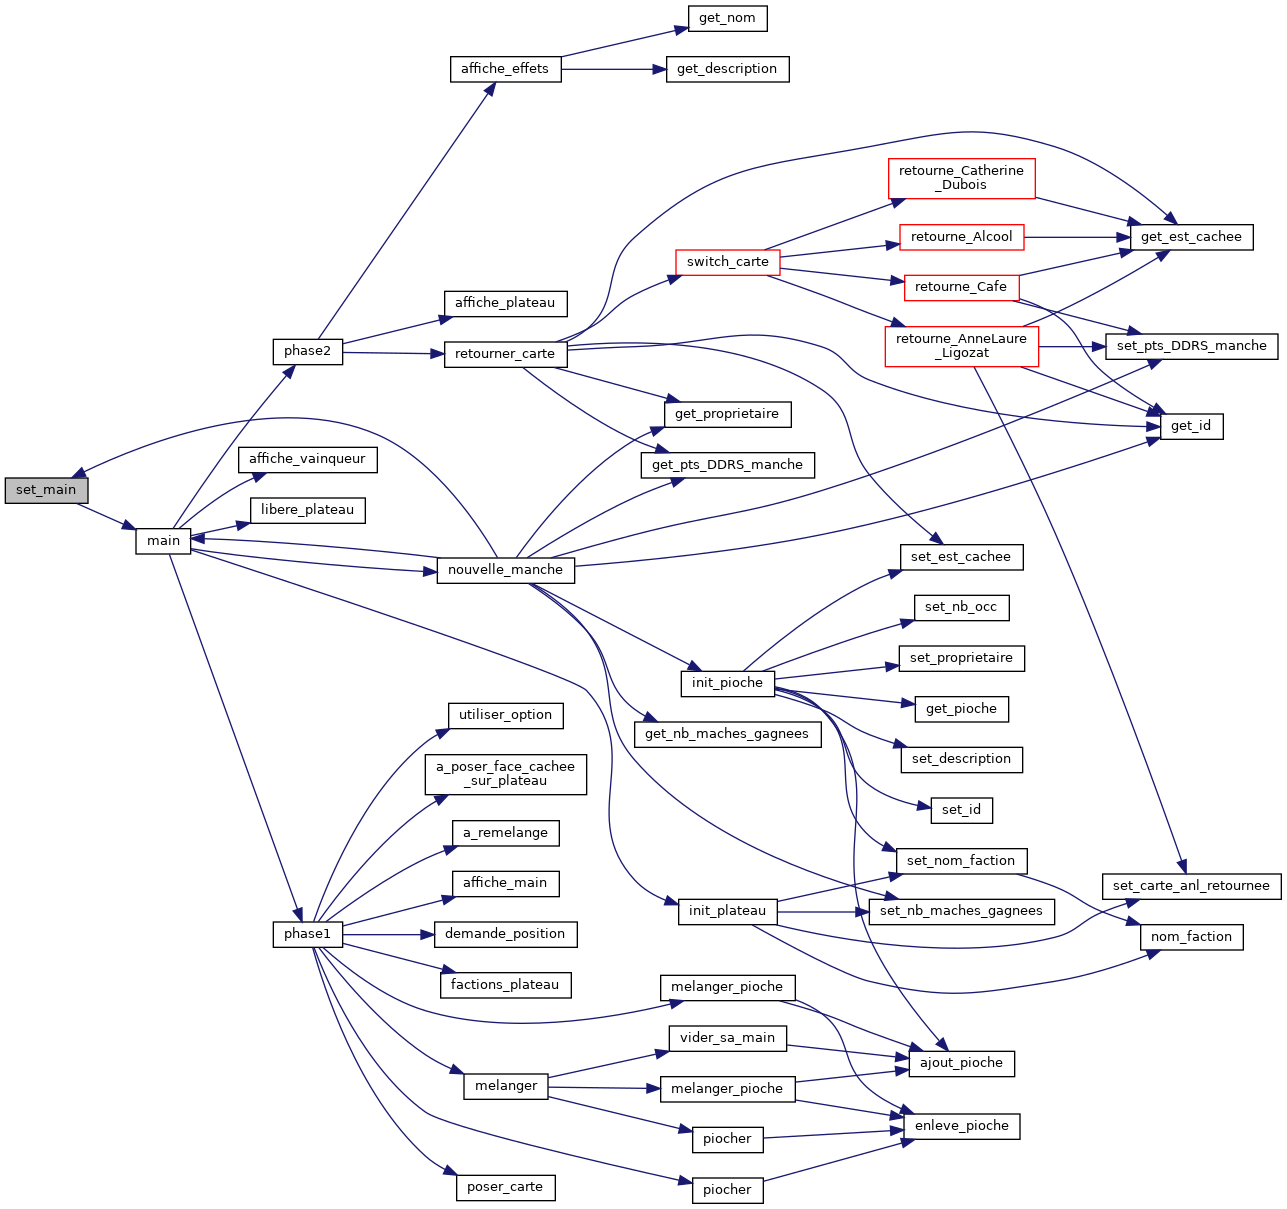 get_nom
affiche_effets
get_description
retourne_Catherine
_Dubois
retourne_Alcool
get_est_cachee
switch_carte
retourne_Cafe
affiche_plateau
retourne_AnneLaure
_Ligozat
set_pts_DDRS_manche
phase2
retourner_carte
get_proprietaire
get_id
affiche_vainqueur
get_pts_DDRS_manche
set_main
libere_plateau
main
nouvelle_manche
set_est_cachee
set_nb_occ
set_proprietaire
init_pioche
get_pioche
utiliser_option
get_nb_maches_gagnees
set_description
a_poser_face_cachee
_sur_plateau
set_id
a_remelange
set_nom_faction
affiche_main
set_carte_anl_retournee
init_plateau
set_nb_maches_gagnees
phase1
demande_position
nom_faction
factions_plateau
melanger_pioche
vider_sa_main
ajout_pioche
melanger
melanger_pioche
enleve_pioche
piocher
poser_carte
piocher